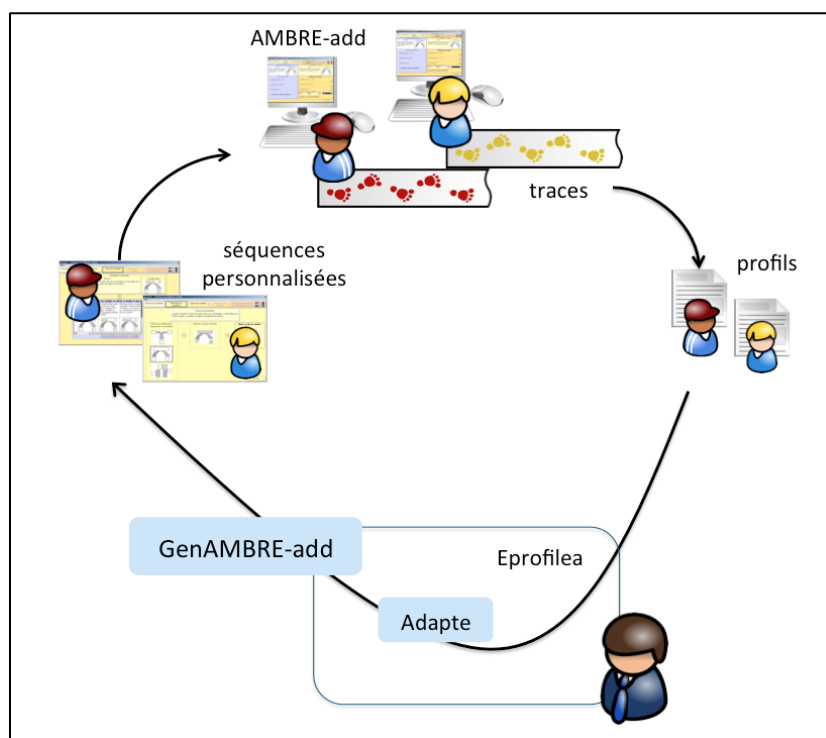 AMBRE-add
traces
profils
séquences
personnalisées
GenAMBRE-add
Eprofilea
Adapte